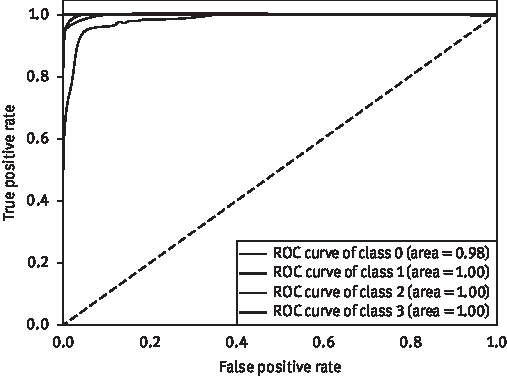 1.0
0.8
0.6
0.4
0.2
0.0
True positive rate
ROC curve of class 0 (area = 0.98)
ROC curve of class 1 (area = 1.00)
ROC curve of class 2 (area = 1.00)
ROC curve of class 3 (area = 1.00)
0.0 0.2 0.4 0.6 0.8 1.0
False positive rate